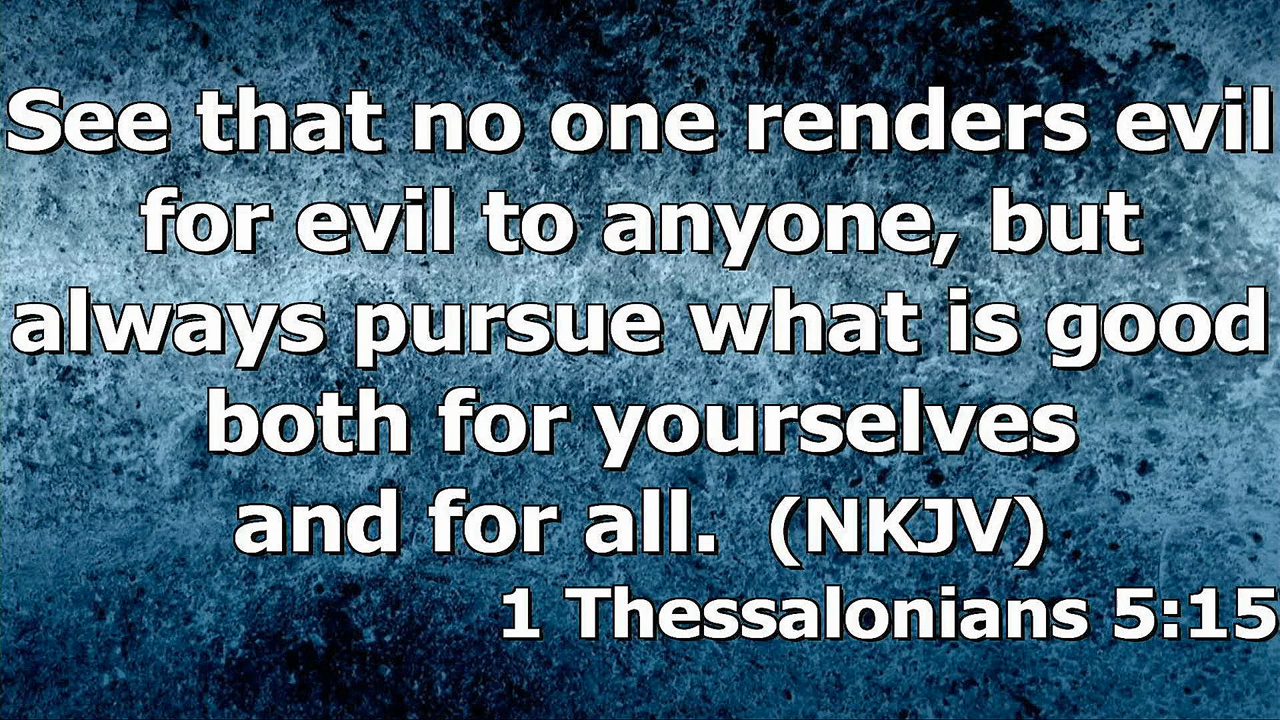 See that no one renders evil
for evil to anyone, but
always pursue what is good
both for yourselves
and for all.  (NKJV)
1 Thessalonians 5:15